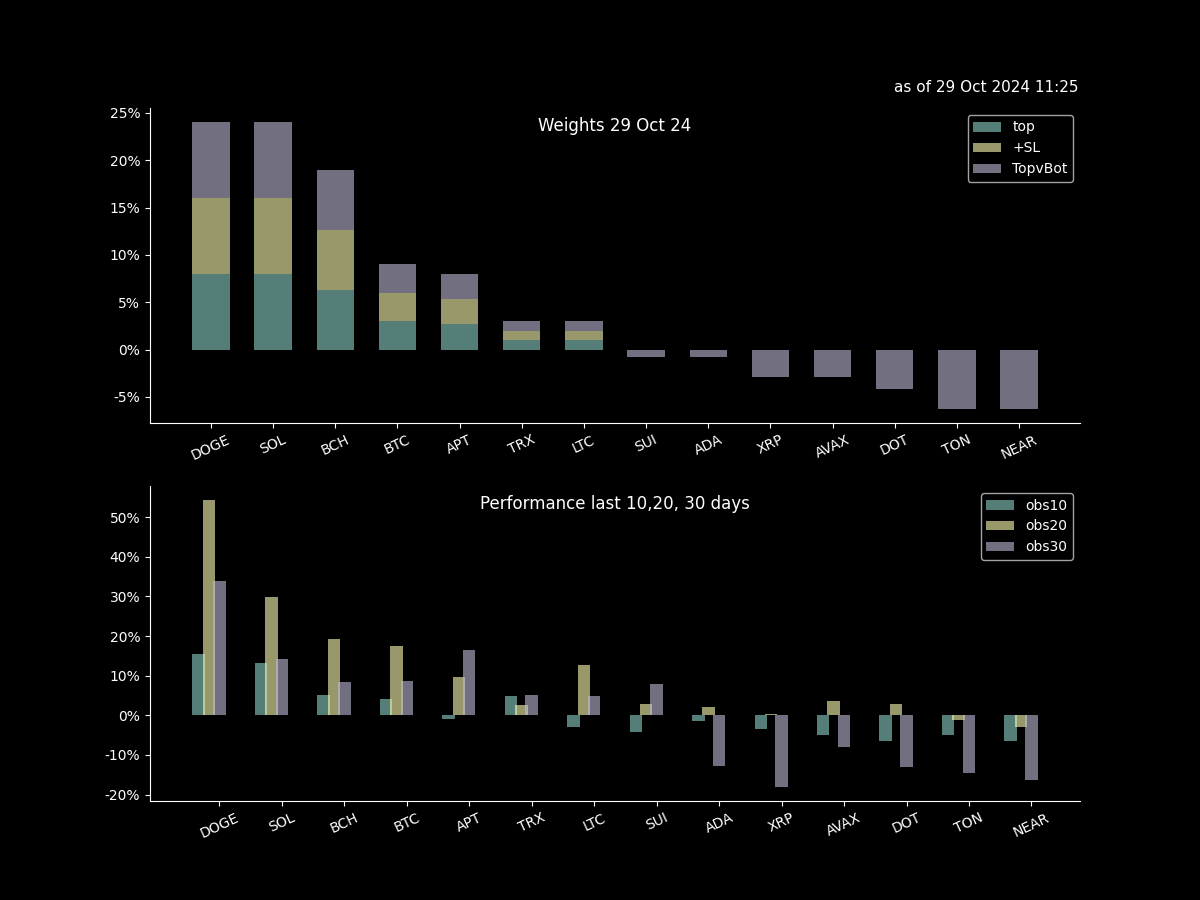 as of 29 Oct 2024 11:25
Weights 29 Oct 24
top
+SL
TopvBot
25%
20%
15%
10%
5%
0%
-5%
DOGE SOL BCH BTC APT TRX LTC SUI ADA XRP AVAX DOT TON NEAR
Performance last 10,20, 30 days
obs10
obs20
obs30
50%
40%
30%
20%
10%
0%
-10%
-20%
DOGE SOL BCH BTC APT TRX LTC SUI ADA XRP AVAX DOT TON NEAR